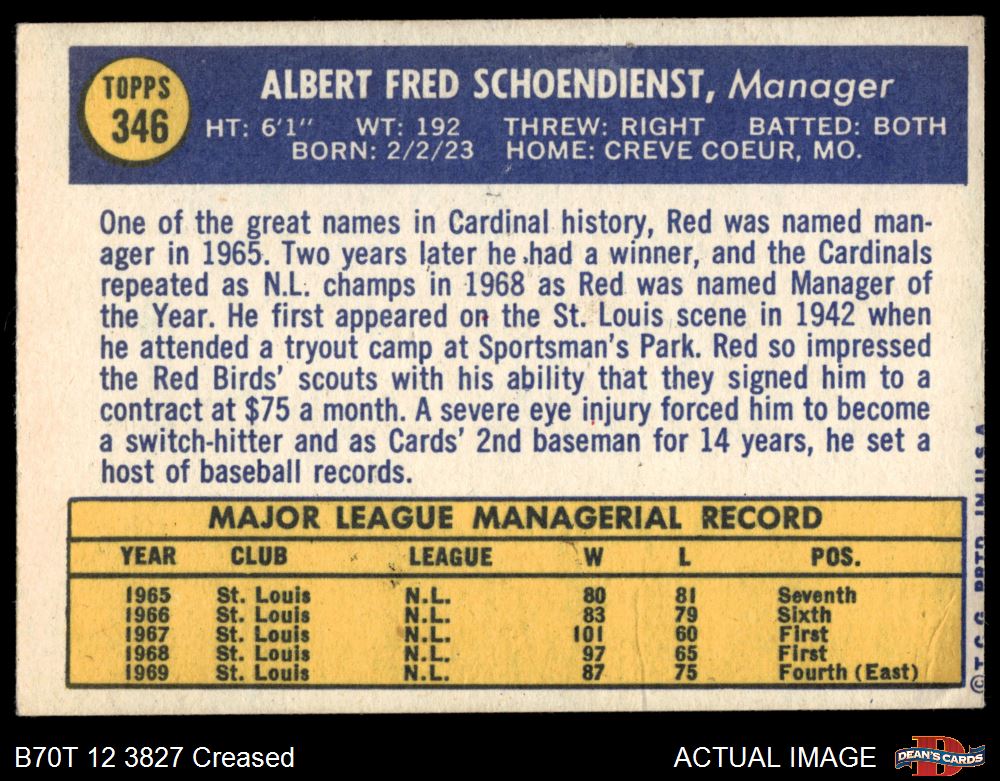 TOPPS
346
ALBERT FRED SCHOENDIENST, Manager
HT: 6'1" WT: 192 THREW: RIGHT BATTED: BOTH
BORN: 2/2/23 HOME: CREVE COEUR, MO.
One of the great names in Cardinal history, Red was named man-
ager in 1965. Two years later he had a winner, and the Cardinals
repeated as N.L. champs in 1968 as Red was named Manager of
the Year. He first appeared on the St. Louis scene in 1942 when
he attended a tryout camp at Sportsman's Park. Red so impressed
the Red Birds' scouts with his ability that they signed him to a
contract at $75 a month. A severe eye injury forced him to become
a switch-hitter and as Cards' 2nd baseman for 14 years, he set a
host of baseball records.
MAJOR LEAGUE MANAGERIAL RECORD
YEAR CLUB LEAGUE W L POS.
1965 St. Louis N.L. 80 81 Seventh
1966 St. Louis N.L. 83 79 Sixth
1967 St. Louis N.L. 101 60 First
1968 St. Louis N.L. 97 65 First
1969 St. Louis N.L. 87 75 Fourth (East)
©T.C.G. PRTD. IN U.S.A.
B70T 12 3827 Creased
ACTUAL IMAGE
D
DEAN'S CARDS